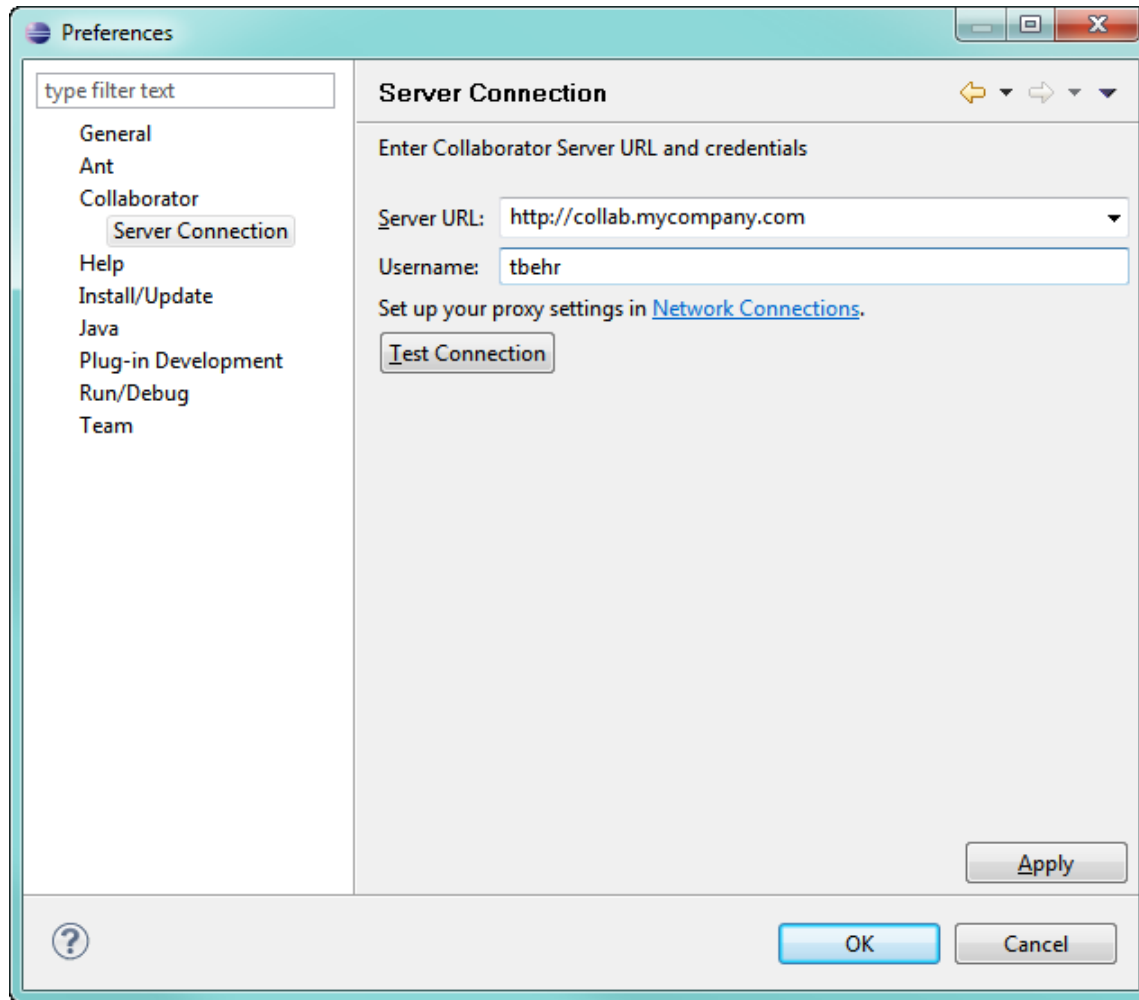 Preferences
type filter text
General
Ant
Collaborator
Server Connection
Help
Install/Update
Java
Plug-in Development
Run/Debug
Team
Server Connection
Enter Collaborator Server URL and credentials
Server URL: http://collab.mycompany.com
Username: tbehr
Set up your proxy settings in Network Connections.
Test Connection
Apply
?
OK Cancel